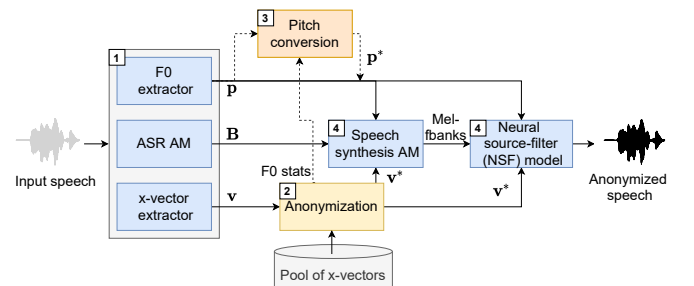 3
Pitch
conversion
1
F0
extractor
p
p*
ASR AM
B
4
Speech
synthesis AM
Mel-
fbanks
4
Neural
source-filter
(NSF) model
Input speech
Anonymized
speech
F0 stats
v*
v*
x-vector
extractor
v
2
Anonymization
Pool of x-vectors